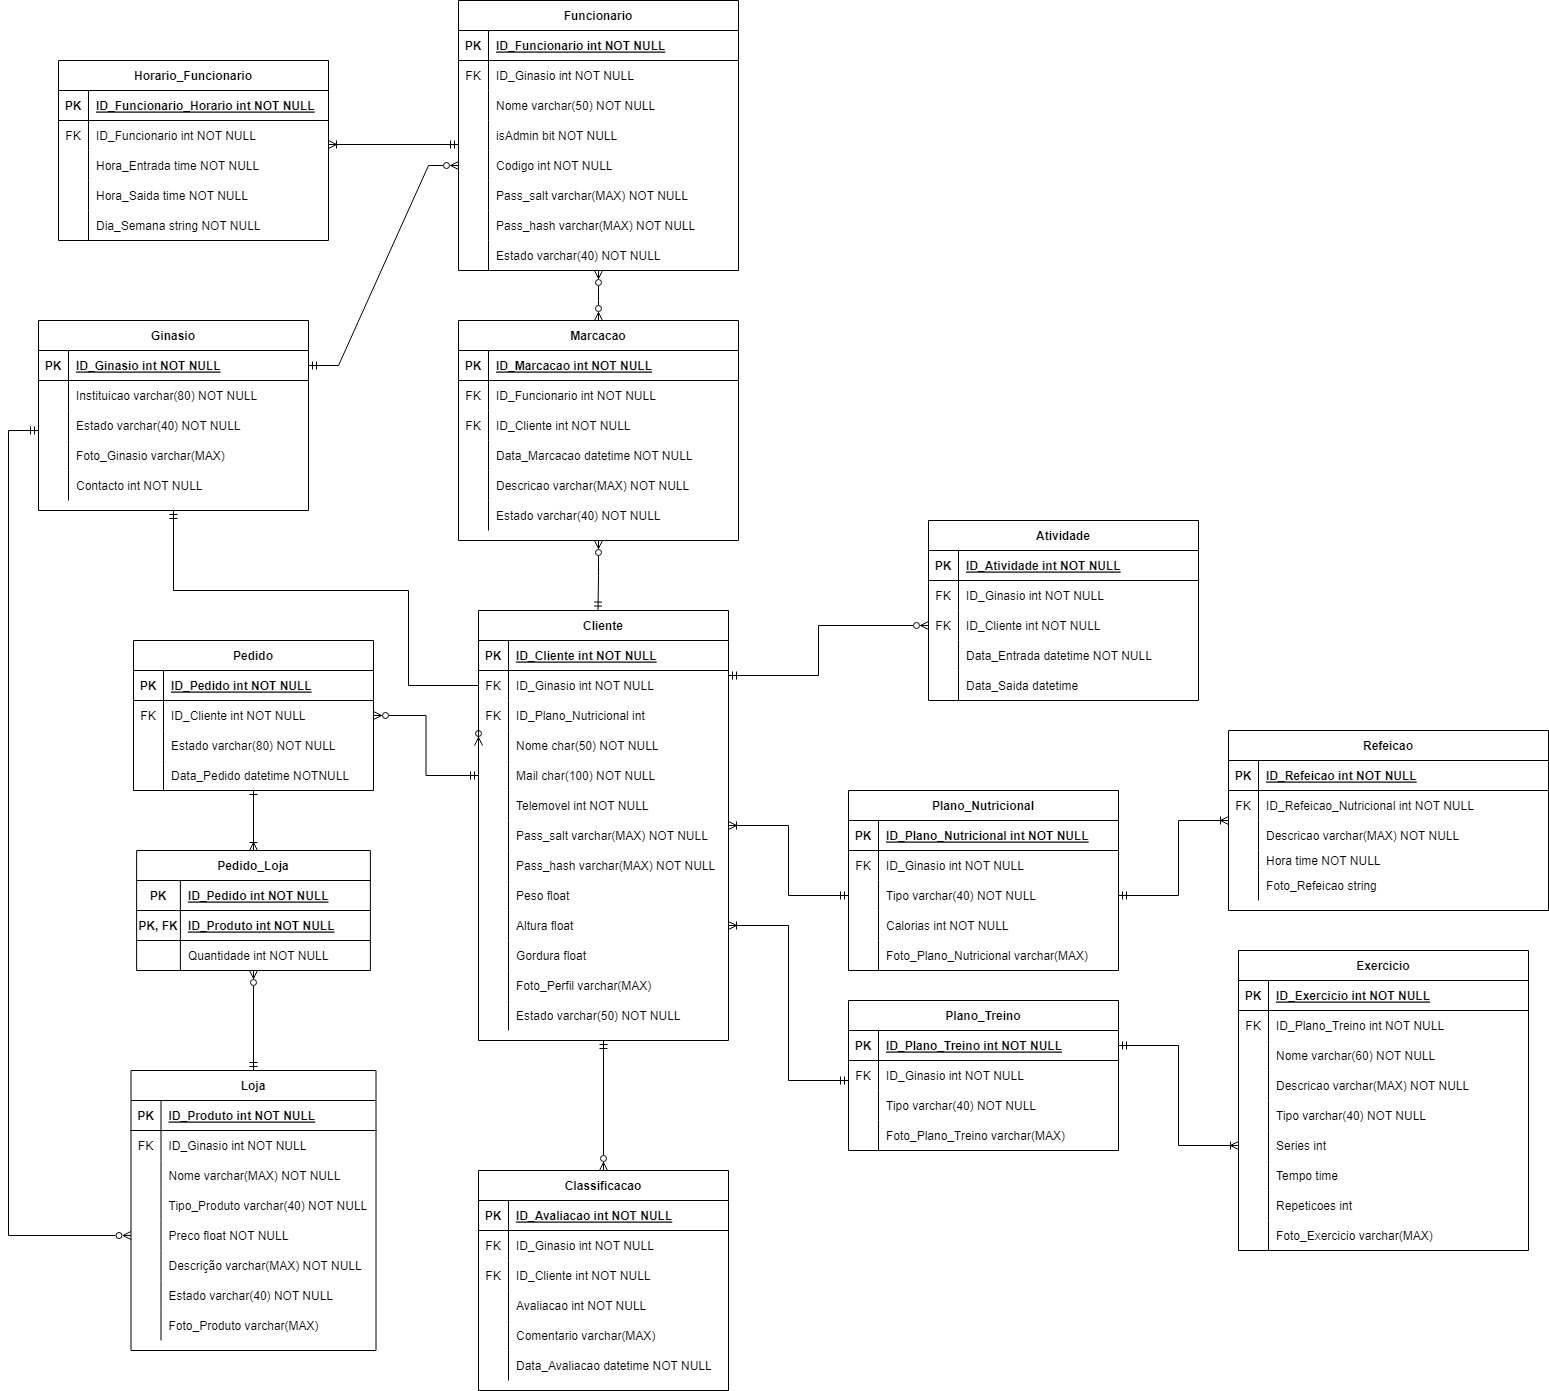 Funcionario
PK ID_Funcionario int NOT NULL
FK ID_Ginasio int NOT NULL
Nome varchar(50) NOT NULL
isAdmin bit NOT NULL
Codigo int NOT NULL
Pass_salt varchar(MAX) NOT NULL
Pass_hash varchar(MAX) NOT NULL
Estado varchar(40) NOT NULL
Horario_Funcionario
PK ID_Funcionario_Horario int NOT NULL
FK ID_Funcionario int NOT NULL
Hora_Entrada time NOT NULL
Hora_Saida time NOT NULL
Dia_Semana string NOT NULL
Ginasio
PK ID_Ginasio int NOT NULL
Instituicao varchar(80) NOT NULL
Estado varchar(40) NOT NULL
Foto_Ginasio varchar(MAX)
Contacto int NOT NULL
Marcacao
PK ID_Marcacao int NOT NULL
FK ID_Funcionário int NOT NULL
FK ID_Cliente int NOT NULL
Data_Marcacao datetime NOT NULL
Descricao varchar(MAX) NOT NULL
Estado varchar(40) NOT NULL
Atividade
PK ID_Atividade int NOT NULL
FK ID_Ginasio int NOT NULL
FK ID_Cliente int NOT NULL
Data_Entrada datetime NOT NULL
Data_Saida datetime
Cliente
PK ID_Cliente int NOT NULL
FK ID_Ginasio int NOT NULL
FK ID_Plano_Nutricional int
Nome char(50) NOT NULL
Mail char(100) NOT NULL
Telemovel int NOT NULL
Pass_salt varchar(MAX) NOT NULL
Pass_hash varchar(MAX) NOT NULL
Peso float
Altura float
Gordura float
Foto_Perfil varchar(MAX)
Estado varchar(50) NOT NULL
Pedido
PK ID_Pedido int NOT NULL
FK ID_Cliente int NOT NULL
Estado varchar(80) NOT NULL
Data_Pedido datetime NOTNULL
Pedido_Loja
PK ID_Pedido int NOT NULL
PK, FK ID_Produto int NOT NULL
Quantidade int NOT NULL
Loja
PK ID_Produto int NOT NULL
FK ID_Ginasio int NOT NULL
Nome varchar(MAX) NOT NULL
Tipo_Produto varchar(40) NOT NULL
Preco float NOT NULL
Descrição varchar(MAX) NOT NULL
Estado varchar(40) NOT NULL
Foto_Produto varchar(MAX)
Refeicao
PK ID_Refeicao int NOT NULL
FK ID_Refeicao_Nutricional int NOT NULL
Descricao varchar(MAX) NOT NULL
Hora time NOT NULL
Foto_Refeicao string
Plano_Nutricional
PK ID_Plano_Nutricional int NOT NULL
FK ID_Ginasio int NOT NULL
Tipo varchar(40) NOT NULL
Calorias int NOT NULL
Foto_Plano_Nutricional varchar(MAX)
Plano_Treino
PK ID_Plano_Treino int NOT NULL
FK ID_Ginasio int NOT NULL
Tipo varchar(40) NOT NULL
Foto_Plano_Treino varchar(MAX)
Exercicio
PK ID_Exercicio int NOT NULL
FK ID_Plano_Treino int NOT NULL
Nome varchar(60) NOT NULL
Descricao varchar(MAX) NOT NULL
Tipo varchar(40) NOT NULL
Series int
Tempo time
Repeticoes int
Foto_Exercicio varchar(MAX)
Classificacao
PK ID_Avaliacao int NOT NULL
FK ID_Ginasio int NOT NULL
FK ID_Cliente int NOT NULL
Avaliacao int NOT NULL
Comentario varchar(MAX)
Data_Avaliacao datetime NOT NULL